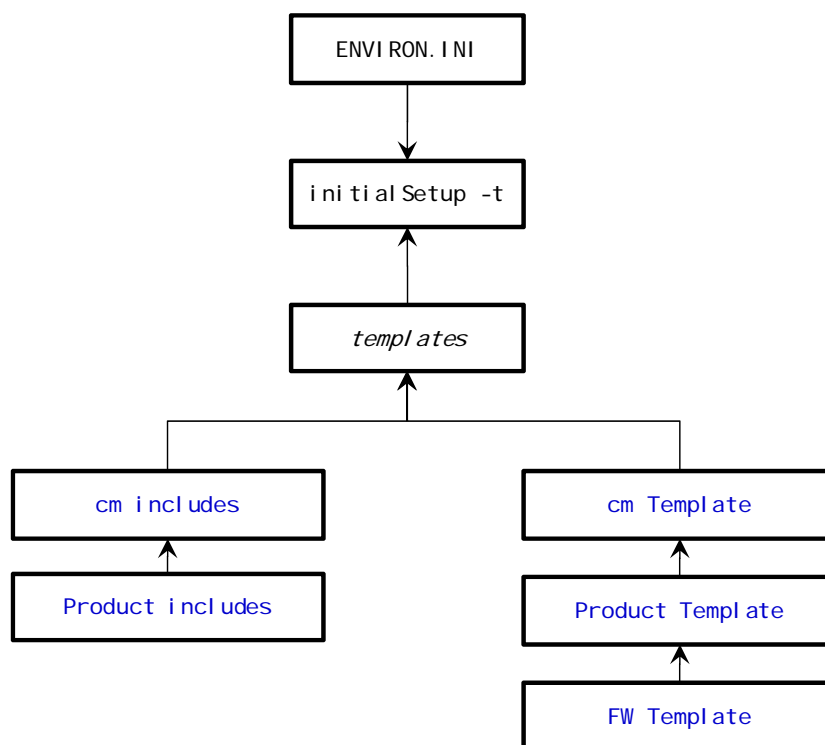 ENVIRON.INI
initialSetup -t
templates
cm includes
cm Template
Product includes
Product Template
FW Template